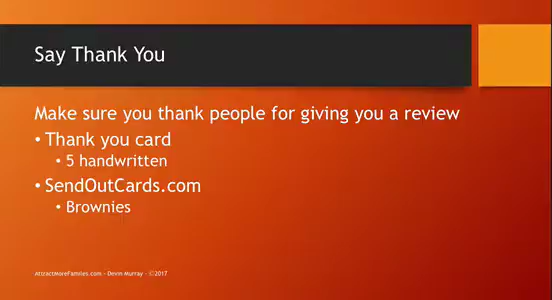 Say Thank You
Make sure you thank people for giving you a review
• Thank you card
• 5 handwritten
• SendOutCards.com
• Brownies
AttractMoreFamilies.com - Devin Murray - ©2017